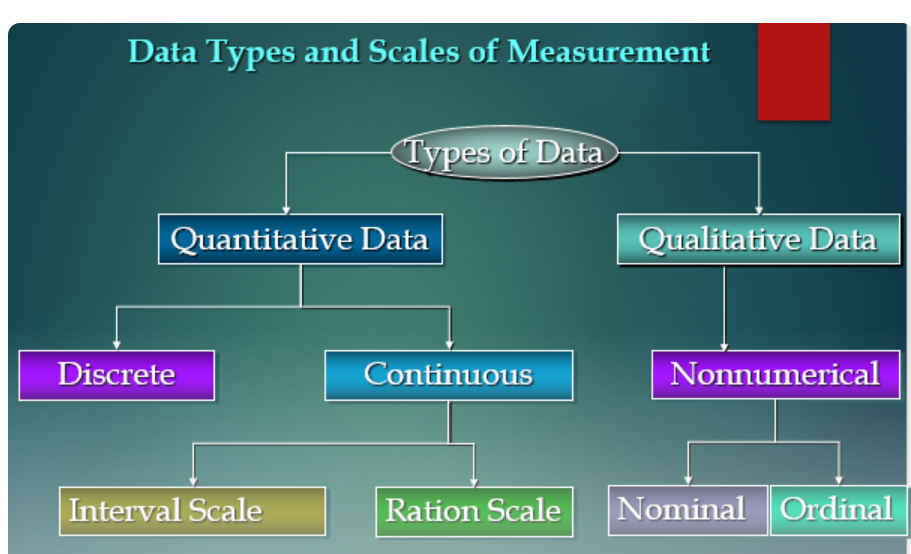 Data Types and Scales of Measurement
Types of Data
Quantitative Data
Qualitative Data
Discrete
Continuous
Nonnumerical
Interval Scale
Ration Scale
Nominal
Ordinal